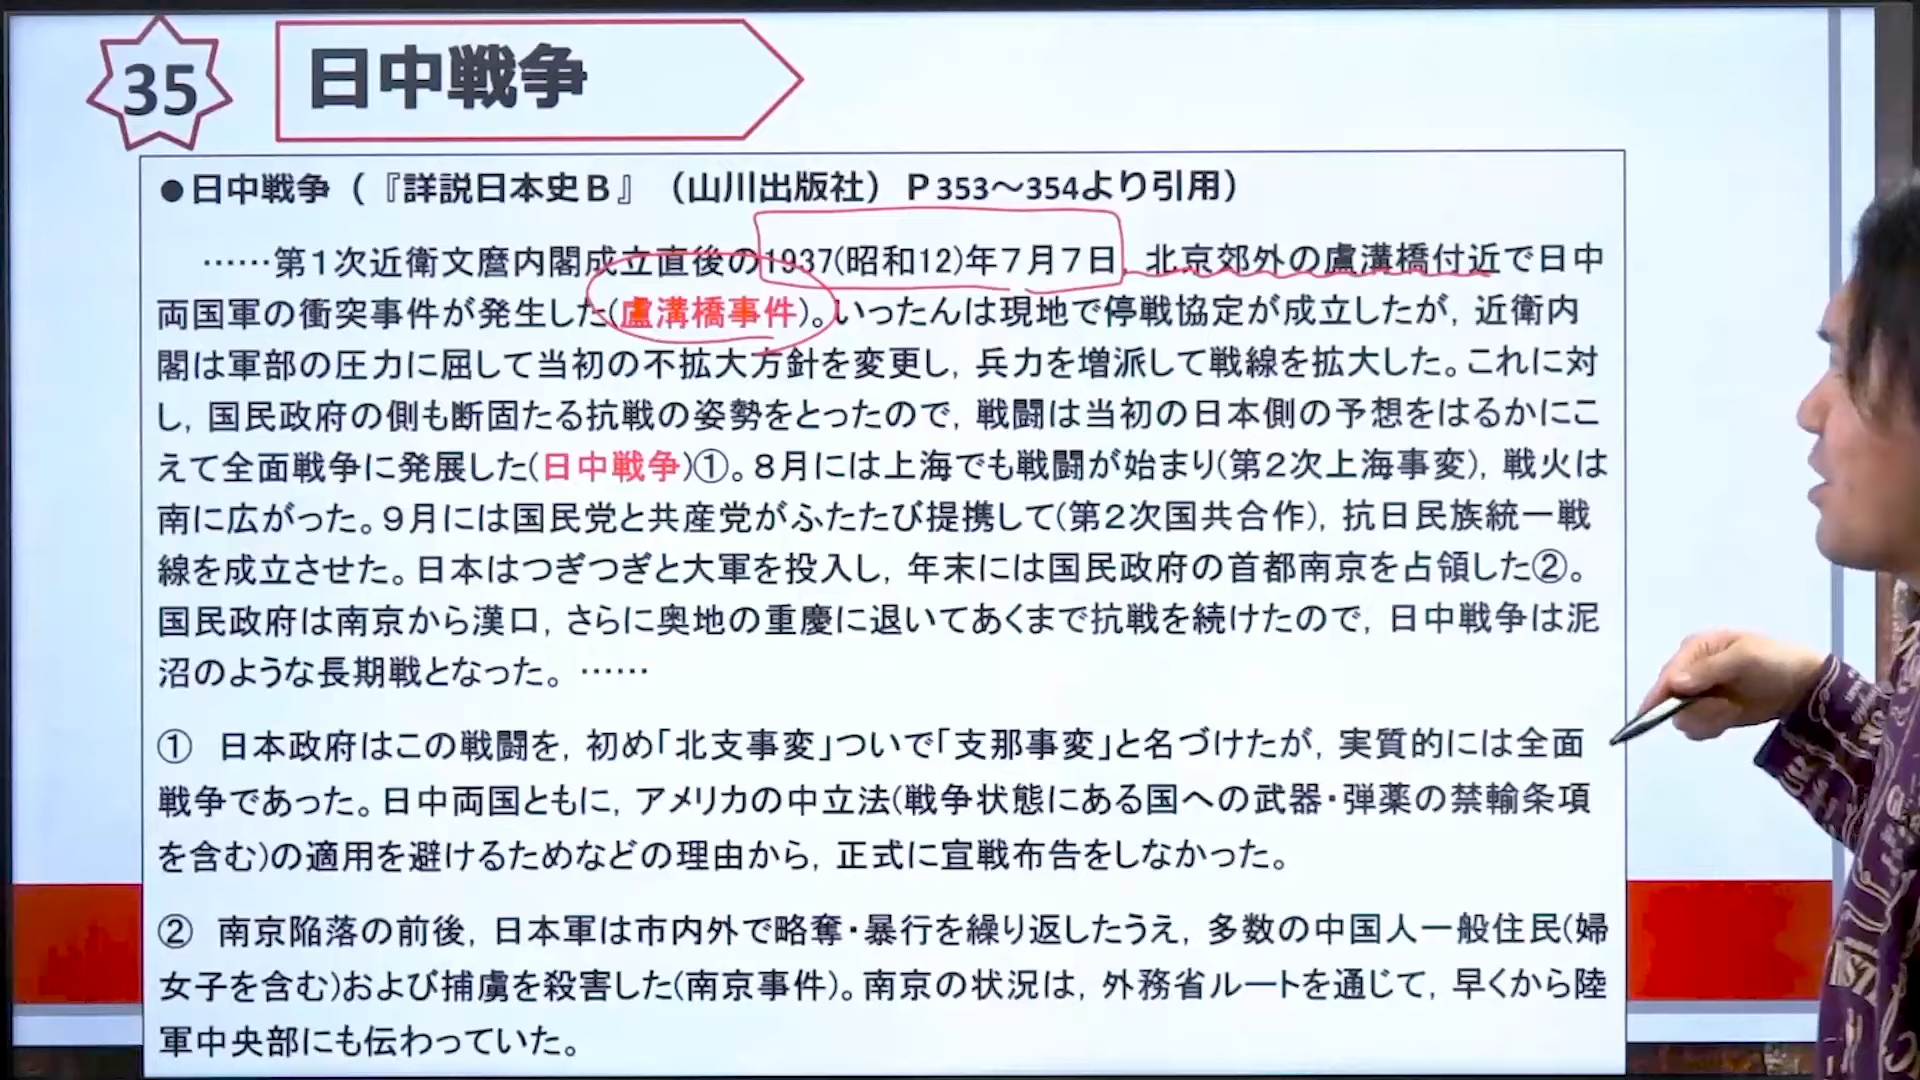 35
日中戦争
●日中戦争(『詳説日本史B』(山川出版社)P353～354より引用)
……第1次近衛文麿内閣成立直後の1937(昭和12)年7月7日,北京郊外の盧溝橋付近で日中
両国軍の衝突事件が発生した(盧溝橋事件)。いったんは現地で停戦協定が成立したが,近衛内
閣は軍部の圧力に屈して当初の不拡大方針を変更し,兵力を増派して戦線を拡大した。これに対
し,国民政府の側も断固たる抗戦の姿勢をとったので,戦闘は当初の日本側の予想をはるかにこ
えて全面戦争に発展した(日中戦争)①。8月には上海でも戦闘が始まり(第2次上海事変),戦火は
南に広がった。9月には国民党と共産党がふたたび提携して(第2次国共合作),抗日民族統一戦
線を成立させた。日本はつぎつぎと大軍を投入し,年末には国民政府の首都南京を占領した②。
国民政府は南京から漢口,さらに奥地の重慶に退いてあくまで抗戦を続けたので,日中戦争は泥
沼のような長期戦となった。……
① 日本政府はこの戦闘を,初め「北支事変」ついで「支那事変」と名づけたが,実質的には全面
戦争であった。日中両国ともに,アメリカの中立法(戦争状態にある国への武器・弾薬の禁輸条項
を含む)の適用を避けるためなどの理由から,正式に宣戦布告をしなかった。
② 南京陥落の前後,日本軍は市内外で略奪・暴行を繰り返したうえ,多数の中国人一般住民(婦
女子を含む)および捕虜を殺害した(南京事件)。南京の状況は,外務省ルートを通じて,早くから陸
軍中央部にも伝わっていた。